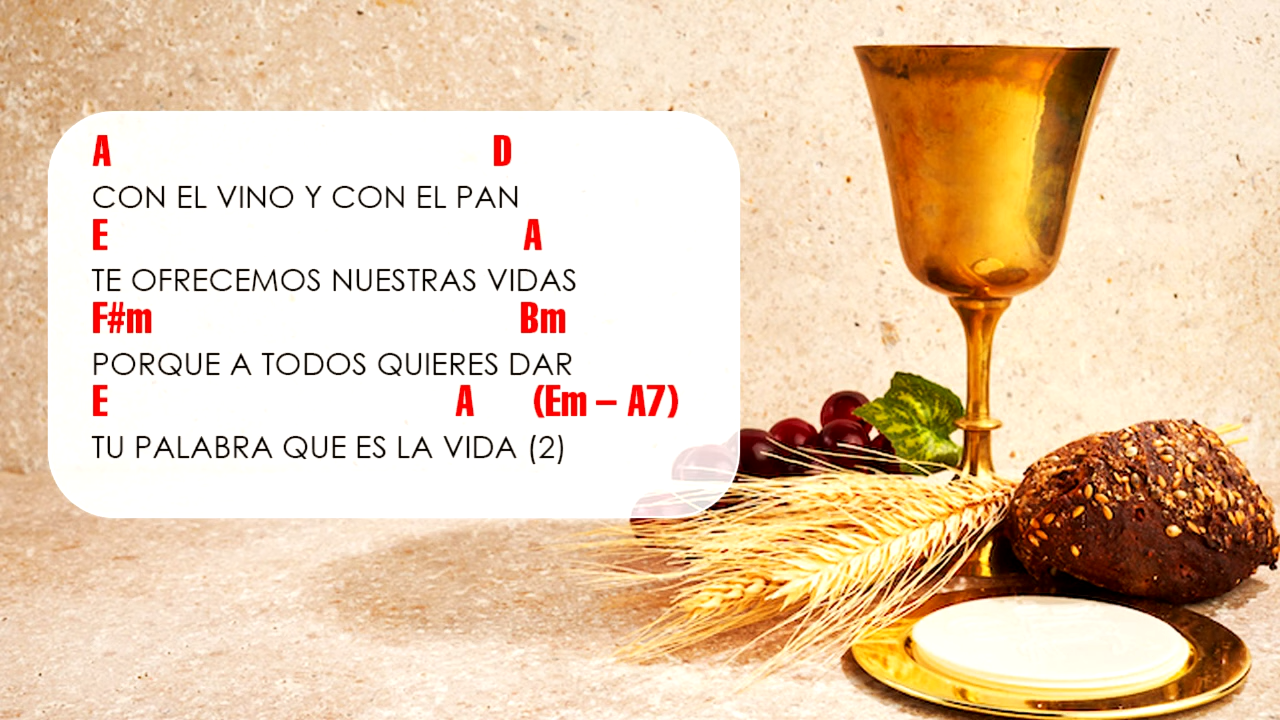 A D
CON EL VINO Y CON EL PAN
E A
TE OFRECEMOS NUESTRAS VIDAS
F#m Bm
PORQUE A TODOS QUIERES DAR
E A (Em – A7)
TU PALABRA QUE ES LA VIDA (2)